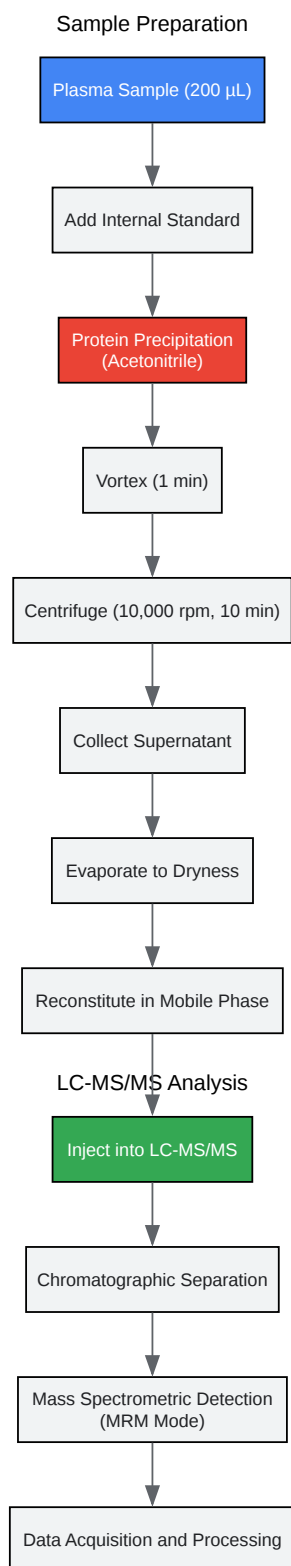 Sample Preparation
Plasma Sample (200 µL)
Add Internal Standard
Protein Precipitation
(Acetonitrile)
Vortex (1 min)
Centrifuge (10,000 rpm, 10 min)
Collect Supernatant
Evaporate to Dryness
Reconstitute in Mobile Phase
LC-MS/MS Analysis
Inject into LC-MS/MS
Chromatographic Separation
Mass Spectrometric Detection
(MRM Mode)
Data Acquisition and Processing